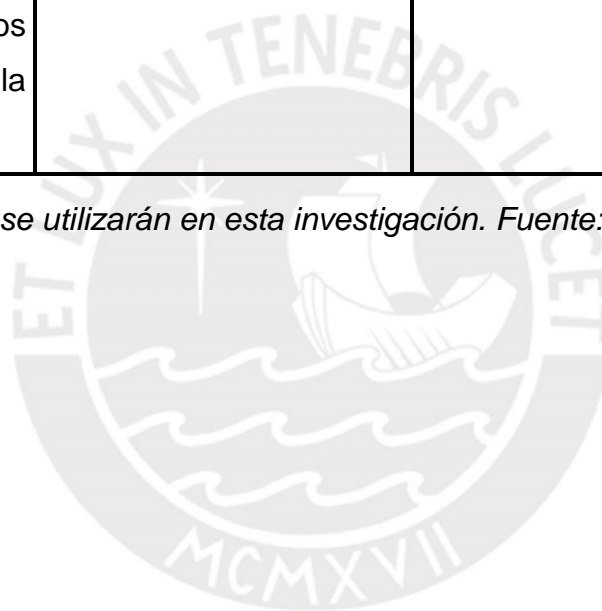 os
la
se utilizarán en esta investigación. Fuente:
ET LUX IN TENEBRIS LUCET
MCMXVII